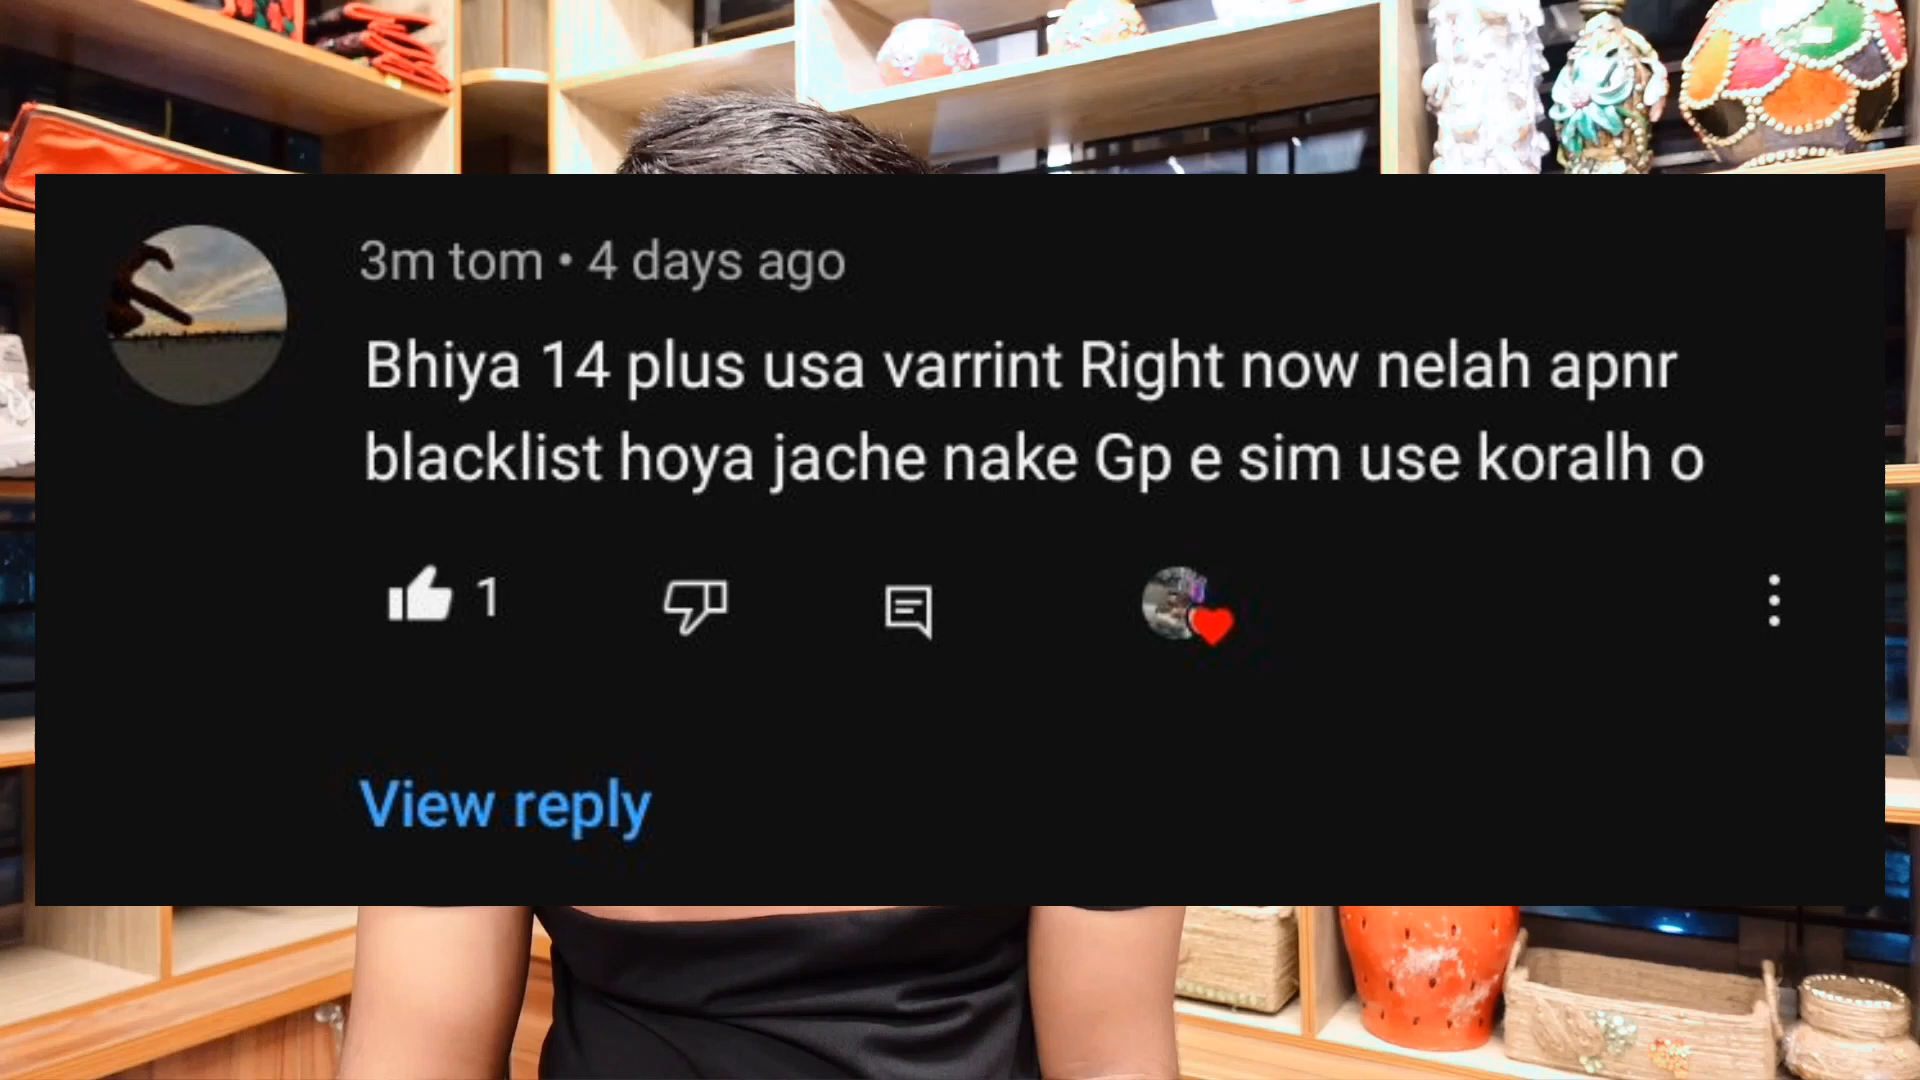 3m tom • 4 days ago
Bhiya 14 plus usa varrint Right now nelah apnr
blacklist hoya jache nake Gp e sim use koralh o
1
View reply